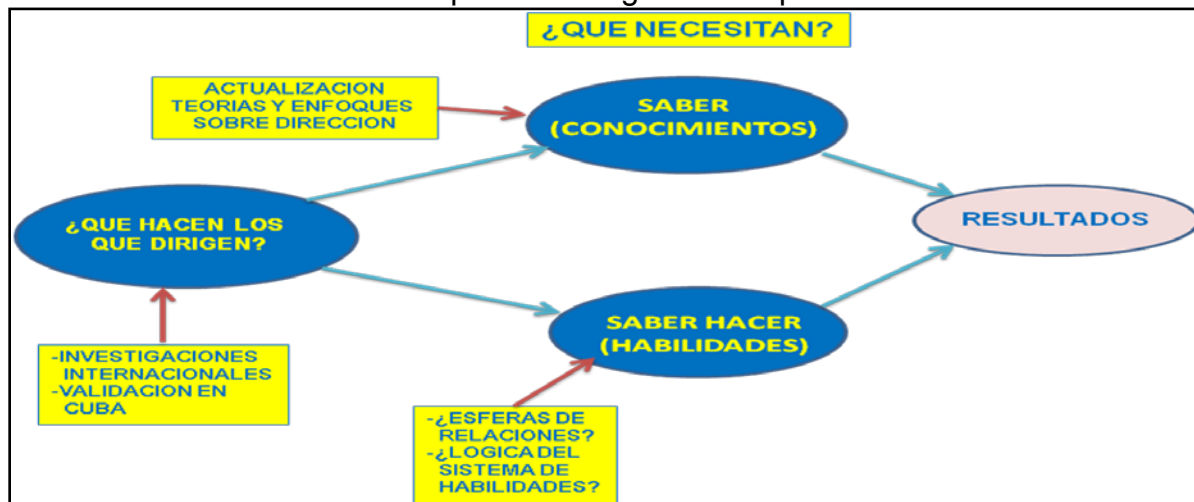 ¿QUE NECESITAN?
ACTUALIZACION
TEORIAS Y ENFOQUES
SOBRE DIRECCION
SABER
(CONOCIMIENTOS)
¿QUE HACEN LOS
QUE DIRIGEN?
RESULTADOS
SABER HACER
(HABILIDADES)
-INVESTIGACIONES
INTERNACIONALES
-VALIDACION EN
CUBA
-¿ESFERAS DE
RELACIONES?
-¿LOGICA DEL
SISTEMA DE
HABILIDADES?